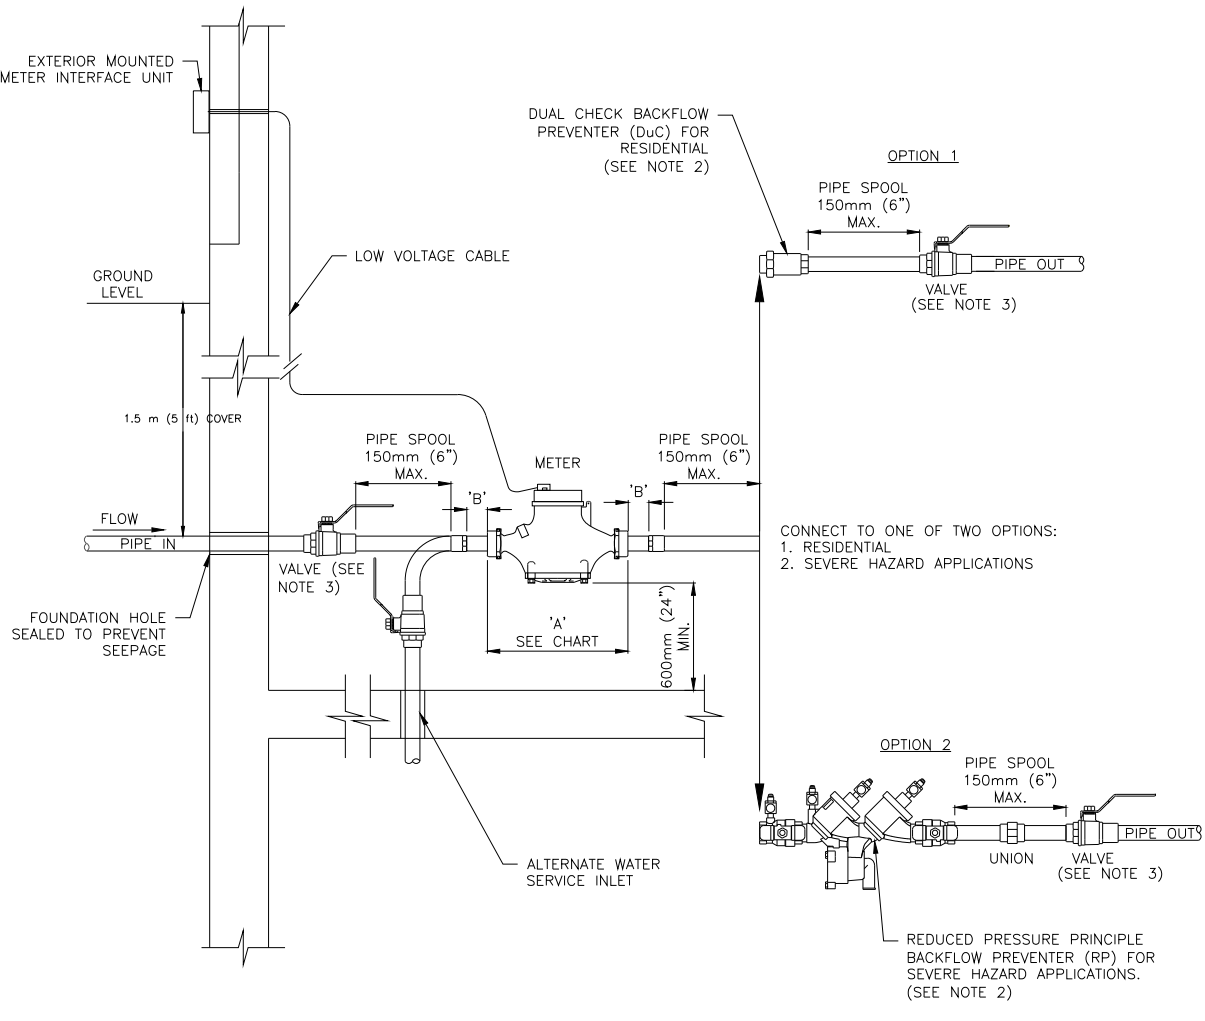 EXTERIOR MOUNTED
METER INTERFACE UNIT
DUAL CHECK BACKFLOW
PREVENTER (DuC) FOR
RESIDENTIAL
(SEE NOTE 2)
OPTION 1
PIPE SPOOL
150mm (6")
MAX.
PIPE OUT
VALVE
(SEE NOTE 3)
LOW VOLTAGE CABLE
GROUND
LEVEL
1.5 m (5 ft) COVER
PIPE SPOOL
150mm (6")
MAX.
'B'
METER
'B'
PIPE SPOOL
150mm (6")
MAX.
FLOW
PIPE IN
VALVE (SEE
NOTE 3)
CONNECT TO ONE OF TWO OPTIONS:
1. RESIDENTIAL
2. SEVERE HAZARD APPLICATIONS
FOUNDATION HOLE
SEALED TO PREVENT
SEEPAGE
'A'
SEE CHART
600mm (24")
MIN.
OPTION 2
PIPE SPOOL
150mm (6")
MAX.
PIPE OUT
UNION
VALVE
(SEE NOTE 3)
ALTERNATE WATER
SERVICE INLET
REDUCED PRESSURE PRINCIPLE
BACKFLOW PREVENTER (RP) FOR
SEVERE HAZARD APPLICATIONS.
(SEE NOTE 2)